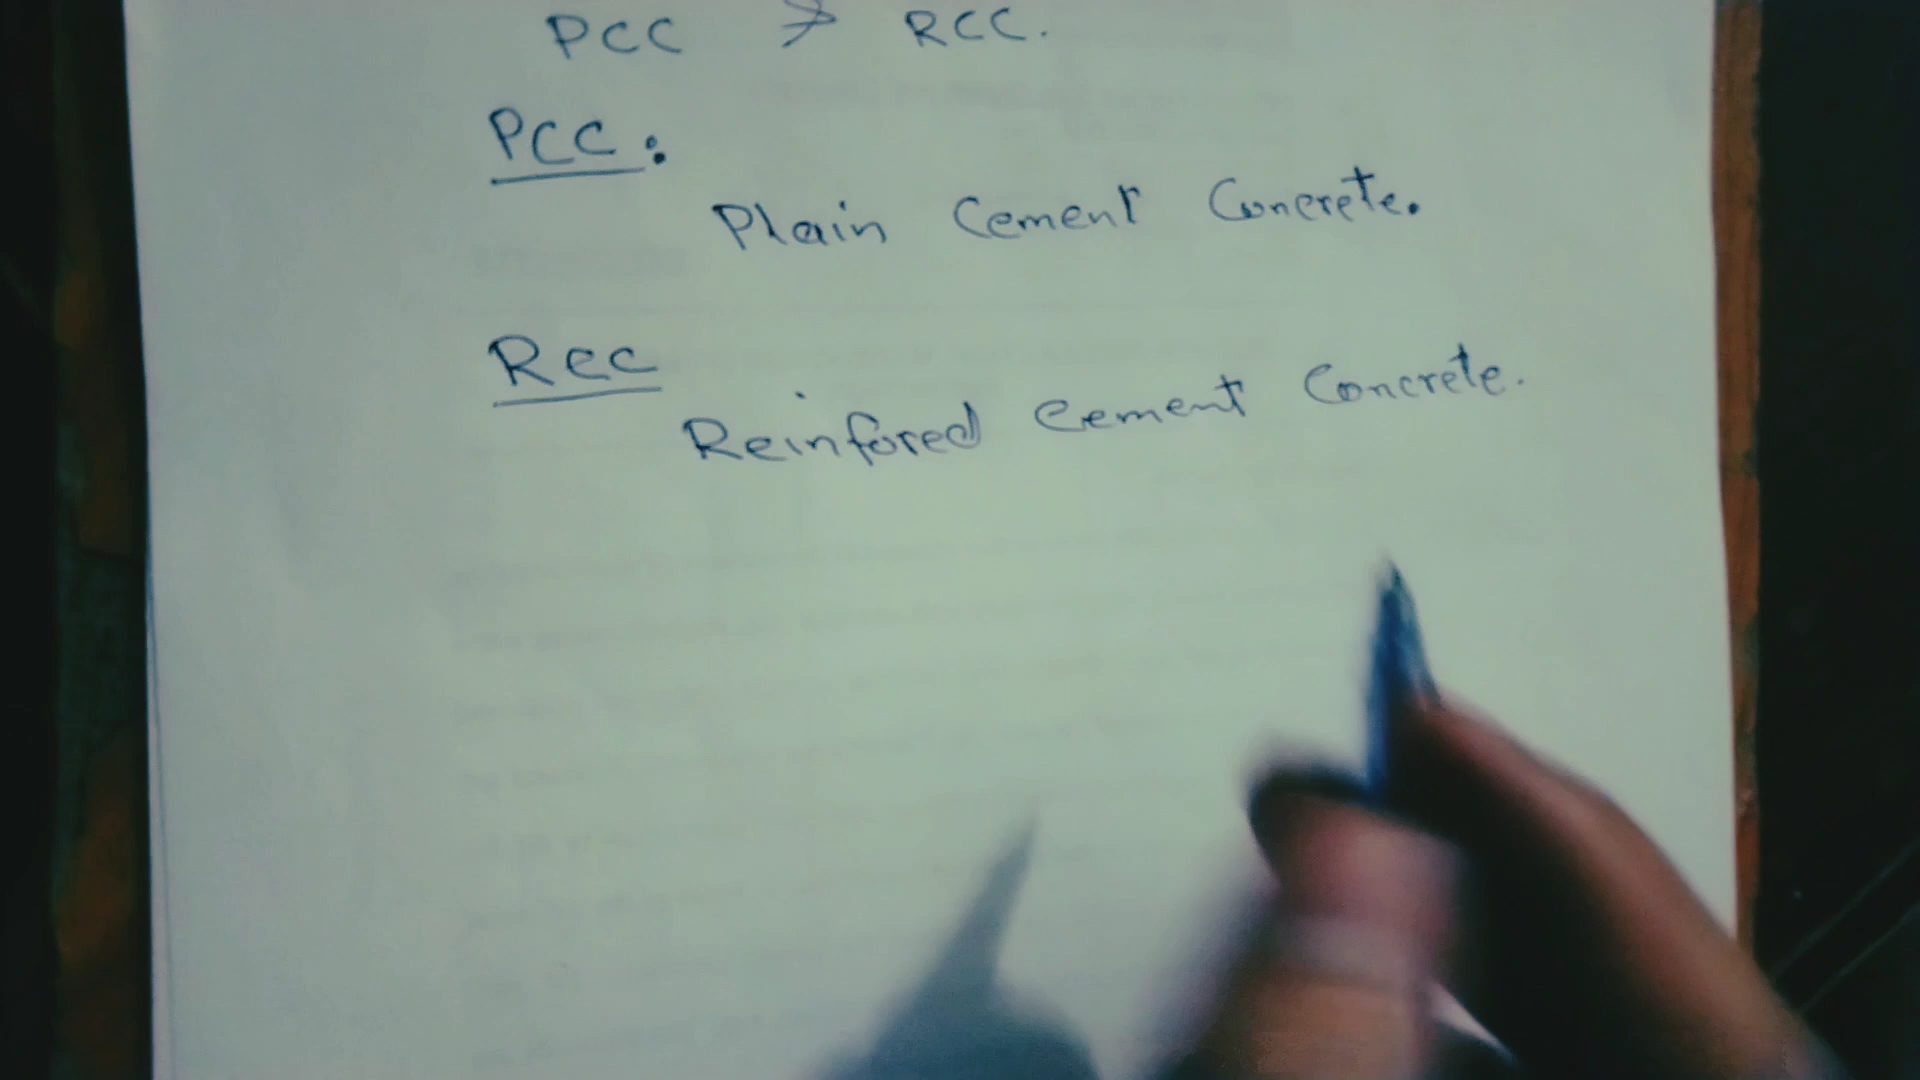 PCC > RCC.
PCC:
Plain Cement Concrete.
Rcc
Reinfored Cement Concrete.